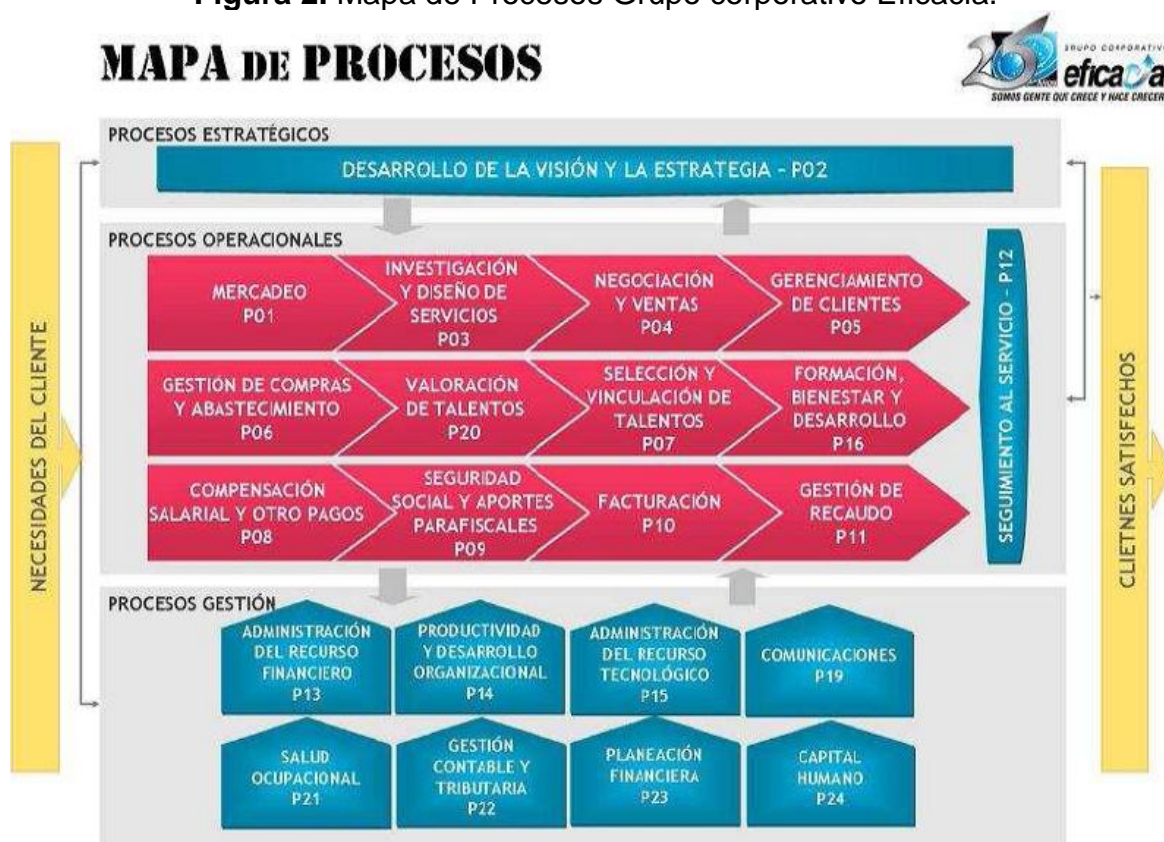 Figura 2. Mapa de Procesos Grupo corporativo Eficacia.
MAPA DE PROCESOS
26
GRUPO CORPORATIVO
eficacia
SOMOS GENTE QUE CRECE Y HACE CRECER
NECESIDADES DEL CLIENTE
PROCESOS ESTRATÉGICOS
DESARROLLO DE LA VISIÓN Y LA ESTRATEGIA - P02
PROCESOS OPERACIONALES
MERCADEO
P01
INVESTIGACIÓN
Y DISEÑO DE
SERVICIOS
P03
NEGOCIACIÓN
Y VENTAS
P04
GERENCIAMIENTO
DE CLIENTES
P05
GESTIÓN DE COMPRAS
Y ABASTECIMIENTO
P06
VALORACIÓN
DE TALENTOS
P20
SELECCIÓN Y
VINCULACIÓN DE
TALENTOS
P07
FORMACIÓN,
BIENESTAR Y
DESARROLLO
P16
COMPENSACIÓN
SALARIAL Y OTRO PAGOS
P08
SEGURIDAD
SOCIAL Y APORTES
PARAFISCALES
P09
FACTURACIÓN
P10
GESTIÓN DE
RECAUDO
P11
SEGUIMIENTO AL SERVICIO - P12
PROCESOS GESTIÓN
ADMINISTRACIÓN
DEL RECURSO
FINANCIERO
P13
PRODUCTIVIDAD
Y DESARROLLO
ORGANIZACIONAL
P14
ADMINISTRACIÓN
DEL RECURSO
TECNOLÓGICO
P15
COMUNICACIONES
P19
SALUD
OCUPACIONAL
P21
GESTIÓN
CONTABLE Y
TRIBUTARIA
P22
PLANEACIÓN
FINANCIERA
P23
CAPITAL
HUMANO
P24
CLIETNES SATISFECHOS